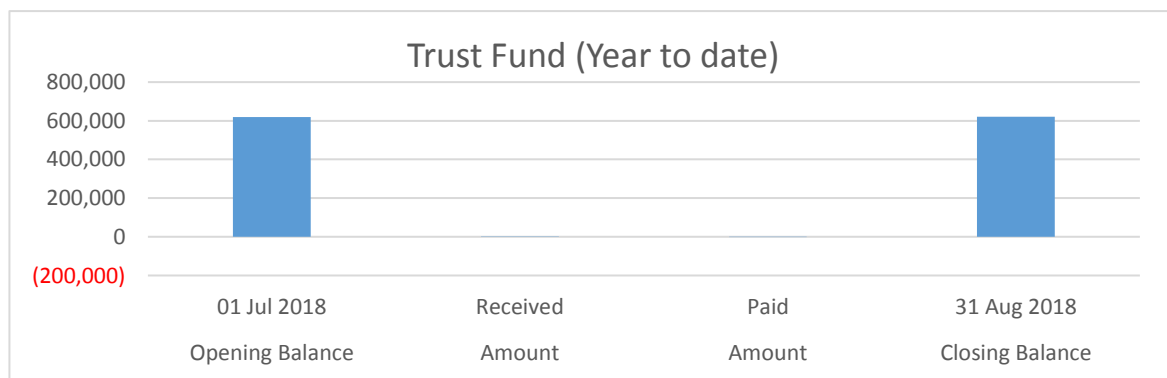 Trust Fund (Year to date)
800,000
600,000
400,000
200,000
0
(200,000)
01 Jul 2018 Received Paid 31 Aug 2018
Opening Balance Amount Amount Closing Balance